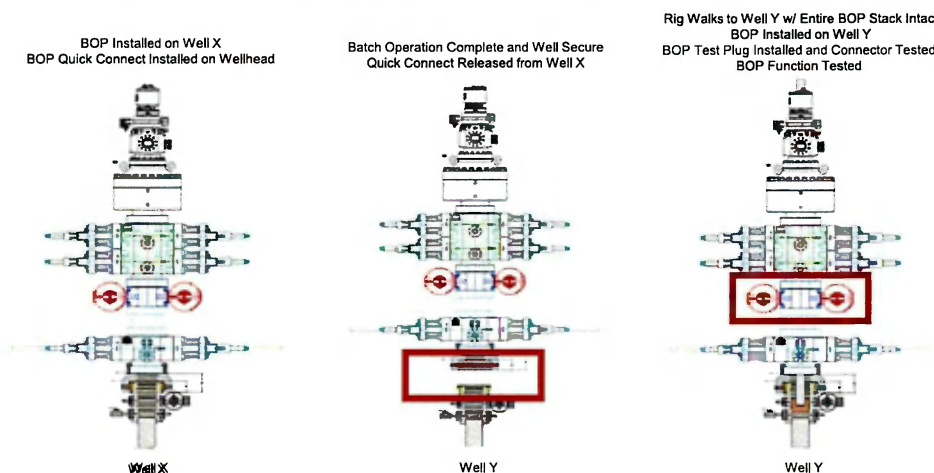 BOP Installed on Well X
BOP Quick Connect Installed on Wellhead
Batch Operation Complete and Well Secure
Quick Connect Released from Well X
Rig Walks to Well Y w/ Entire BOP Stack Intac
BOP Installed on Well Y
BOP Test Plug Installed and Connector Tested
BOP Function Tested
Well X
Well Y
Well Y